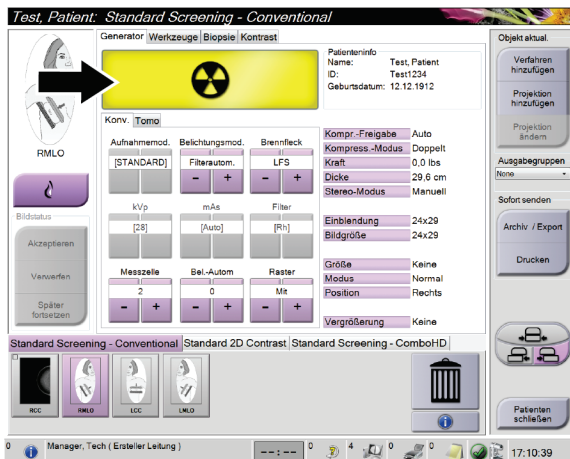 Test, Patient: Standard Screening - Conventional
Generator Werkzeuge Biopsie Kontrast
Objekt aktual.
Patienteninfo
Name: Test, Patient
ID: Test1234
Geburtsdatum: 12.12.1912
Verfahren
hinzufügen
Projektion
hinzufügen
Projektion
ändern
RMLO
Konv. Tomo
Aufnahmemod. Belichtungsmod. Brennfleck
[STANDARD] Filterautom. LFS
- + - +
kVp mAs Filter
[28] [Auto] [Rh]
Messzelle Bel.-Autom Raster
2 0 Mit
- + - + - +
Kompr.-Freigabe Auto
Kompress.-Modus Doppelt
Kraft 0,0 lbs
Dicke 29,6 cm
Stereo-Modus Manuell
Einblendung 24x29
Bildgröße 24x29
Größe Keine
Modus Normal
Position Rechts
Vergrößerung Keine
Ausgabegruppen
None
Sofort senden
Archiv / Export
Drucken
Bildstatus
Akzeptieren
Verwerfen
Später
fortsetzen
Standard Screening - Conventional Standard 2D Contrast Standard Screening - ComboHD
RCC RMLO LCC LMLO
Patienten
schließen
0 Manager, Tech ( Ersteller Leitung ) --:-- 0 4 0 0 17:10:39